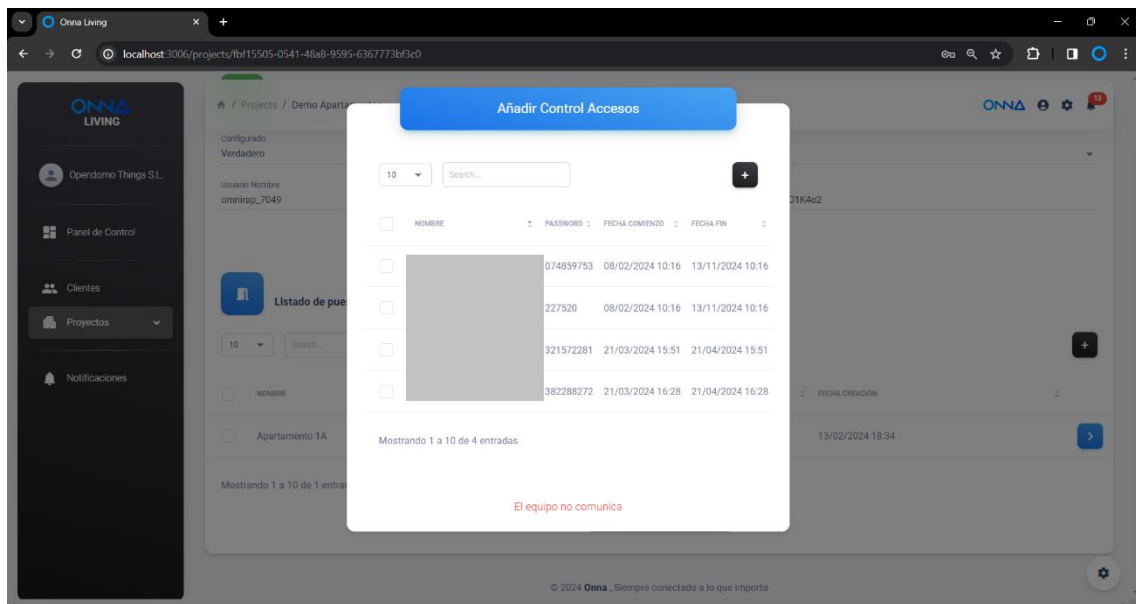 Onna Living
localhost:3006/projects/fbf15505-0541-48a8-9595-6367773bf3c0
ONNA
LIVING
Opendomo Things S.L.
Panel de Control
Clientes
Proyectos
Notificaciones
/ Projects / Demo
ONNA
13
Configurado
Verdadero
Usuario Nombre
omnirap_7049
01K4o2
Listado de pue
10
Search...
+
NOMBRE
FECHA CREACIÓN
Apartamento 1A
13/02/2024 18:34
Mostrando 1 a 10 de 1 entra
Añadir Control Accesos
10
Search...
+
NOMBRE PASSWORD FECHA COMIENZO FECHA FIN
074859753 08/02/2024 10:16 13/11/2024 10:16
227520 08/02/2024 10:16 13/11/2024 10:16
321572281 21/03/2024 15:51 21/04/2024 15:51
382288272 21/03/2024 16:28 21/04/2024 16:28
Mostrando 1 a 10 de 4 entradas
El equipo no comunica
© 2024 Onna , Siempre conectado a lo que importa